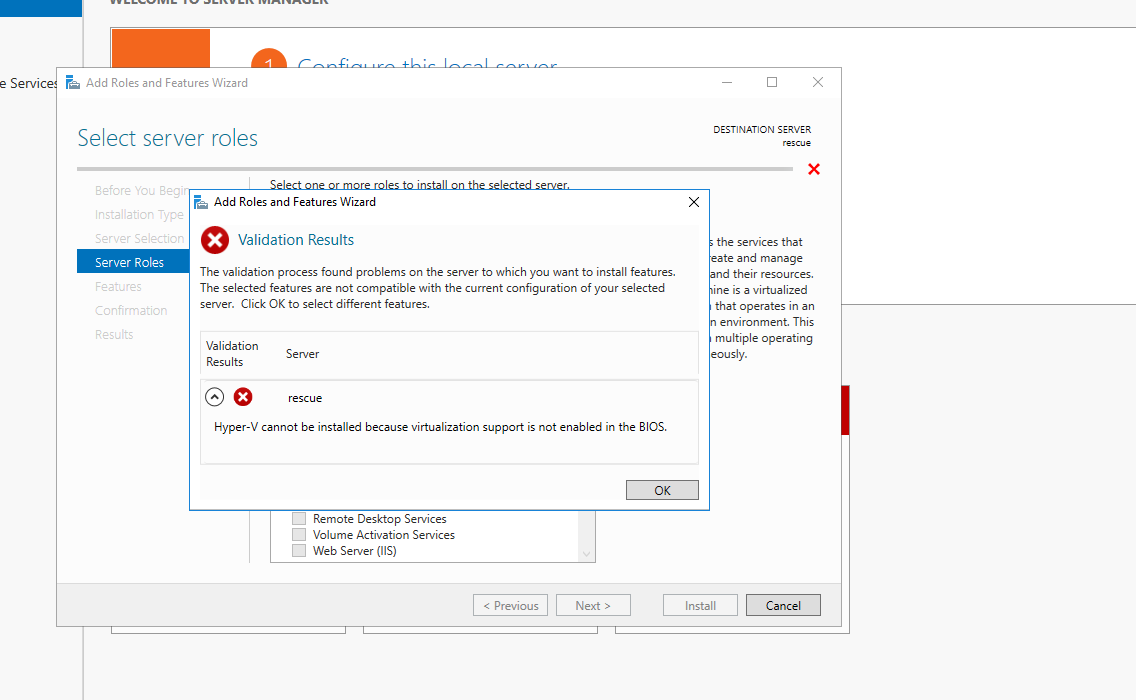 WELCOME TO SERVER MANAGER
1 Configure this local server
e Services
Add Roles and Features Wizard
Select server roles
DESTINATION SERVER
rescue
Before You Begin
Installation Type
Server Selection
Server Roles
Features
Confirmation
Results
Select one or more roles to install on the selected server.
Add Roles and Features Wizard
Validation Results
The validation process found problems on the server to which you want to install features.
The selected features are not compatible with the current configuration of your selected
server. Click OK to select different features.
Validation
Results
Server
rescue
Hyper-V cannot be installed because virtualization support is not enabled in the BIOS.
OK
s the services that
reate and manage
and their resources.
hine is a virtualized
that operates in an
n environment. This
multiple operating
eously.
Remote Desktop Services
Volume Activation Services
Web Server (IIS)
< Previous
Next >
Install
Cancel